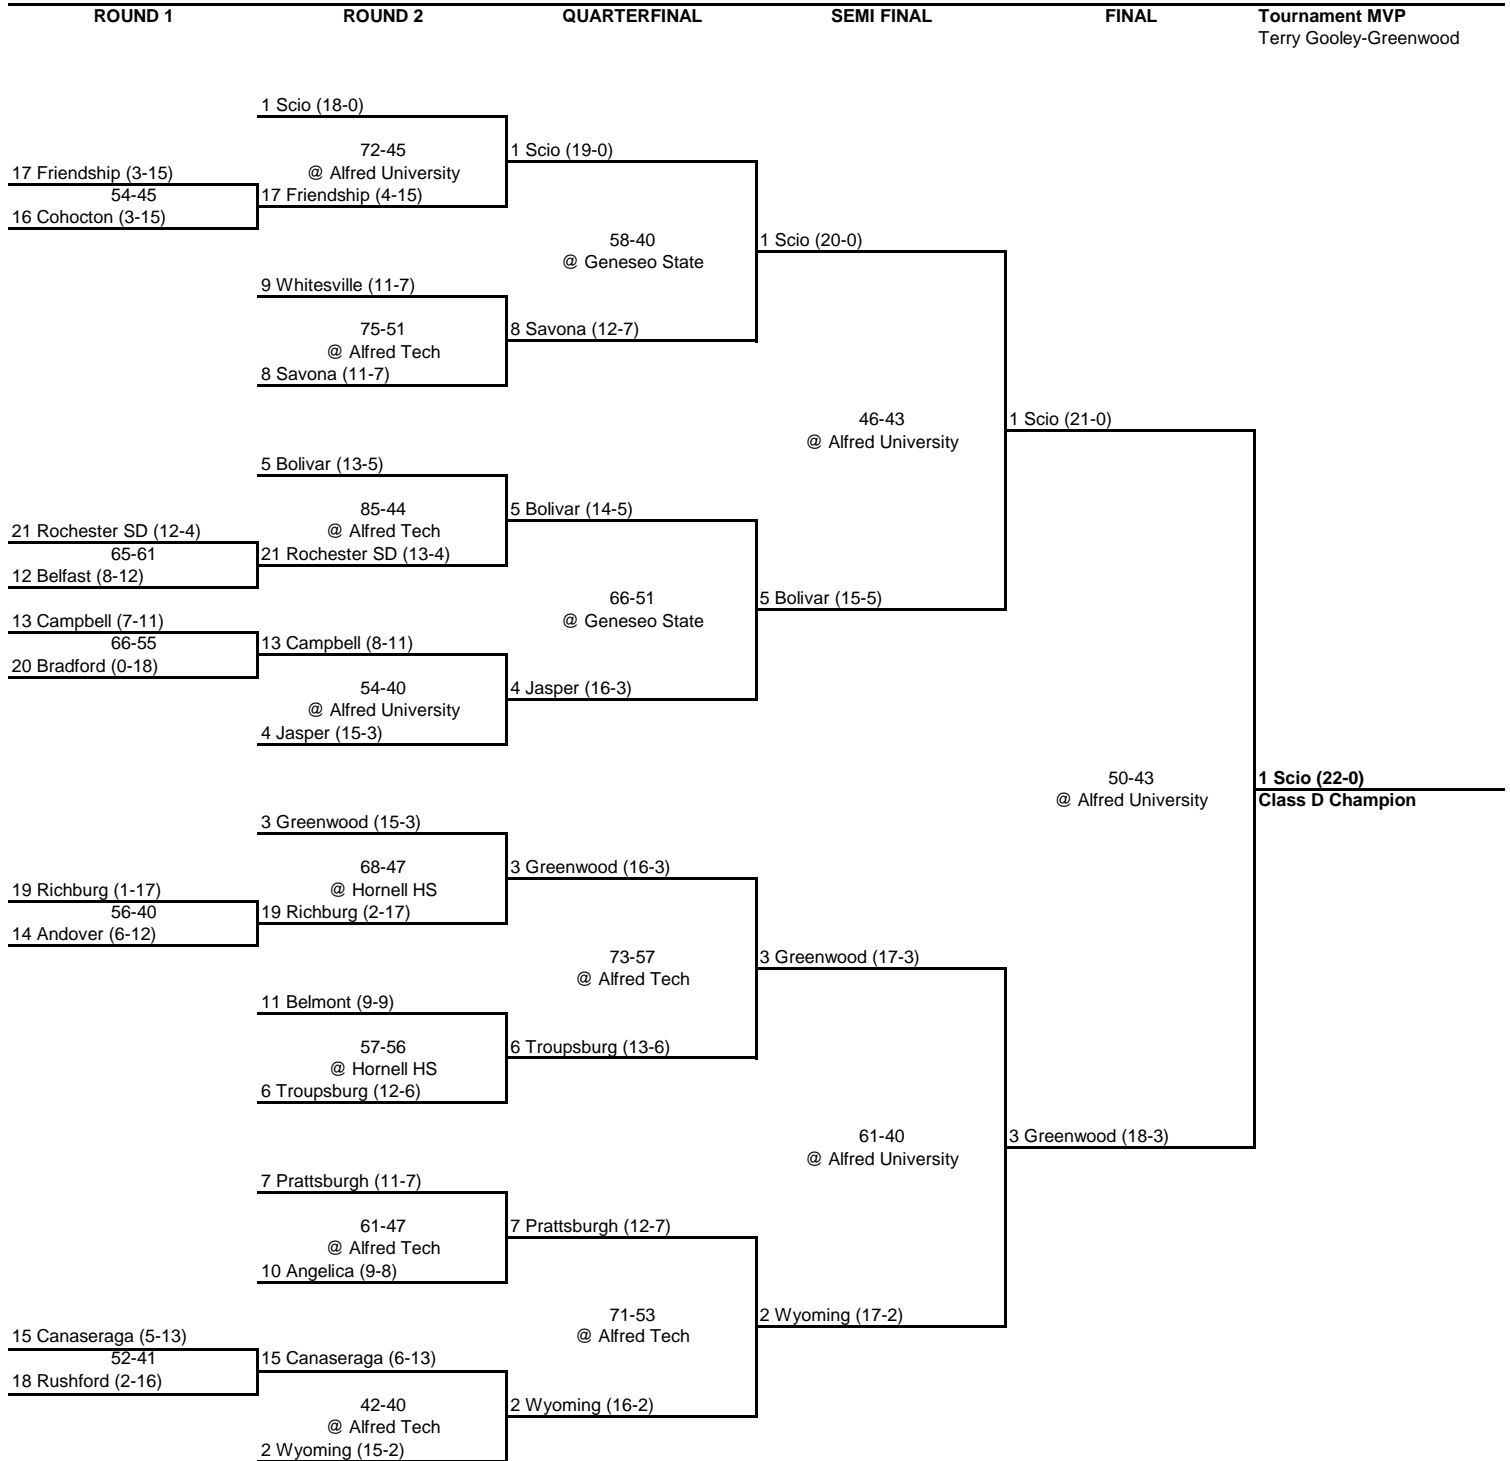 ROUND 1 ROUND 2 QUARTERFINAL SEMI FINAL FINAL Tournament MVP
Terry Gooley-Greenwood
1 Scio (18-0)
72-45
@ Alfred University
1 Scio (19-0)
17 Friendship (3-15)
54-45
17 Friendship (4-15)
16 Cohocton (3-15)
58-40
@ Geneseo State
1 Scio (20-0)
9 Whitesville (11-7)
75-51
@ Alfred Tech
8 Savona (12-7)
8 Savona (11-7)
46-43
@ Alfred University
1 Scio (21-0)
5 Bolivar (13-5)
85-44
@ Alfred Tech
5 Bolivar (14-5)
21 Rochester SD (12-4)
65-61
21 Rochester SD (13-4)
12 Belfast (8-12)
66-51
@ Geneseo State
5 Bolivar (15-5)
13 Campbell (7-11)
66-55
13 Campbell (8-11)
20 Bradford (0-18)
54-40
@ Alfred University
4 Jasper (16-3)
4 Jasper (15-3)
50-43
@ Alfred University
1 Scio (22-0)
Class D Champion
3 Greenwood (15-3)
68-47
@ Hornell HS
3 Greenwood (16-3)
19 Richburg (1-17)
56-40
19 Richburg (2-17)
14 Andover (6-12)
73-57
@ Alfred Tech
3 Greenwood (17-3)
11 Belmont (9-9)
57-56
@ Hornell HS
6 Troupsburg (13-6)
6 Troupsburg (12-6)
61-40
@ Alfred University
3 Greenwood (18-3)
7 Prattsburgh (11-7)
61-47
@ Alfred Tech
7 Prattsburgh (12-7)
10 Angelica (9-8)
71-53
@ Alfred Tech
2 Wyoming (17-2)
15 Canaseraga (5-13)
52-41
15 Canaseraga (6-13)
18 Rushford (2-16)
42-40
@ Alfred Tech
2 Wyoming (16-2)
2 Wyoming (15-2)